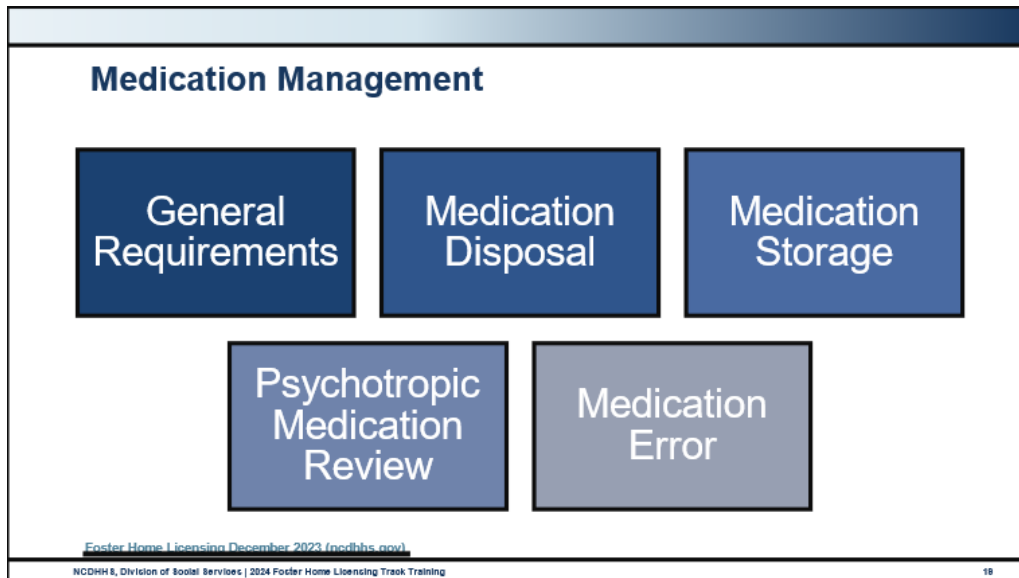 Medication Management
General
Requirements
Medication
Disposal
Medication
Storage
Psychotropic
Medication
Review
Medication
Error
Foster Home Licensing December 2023 (ncdhhs.gov)
NCDHHS, Division of Social Services | 2024 Foster Home Licensing Track Training
19